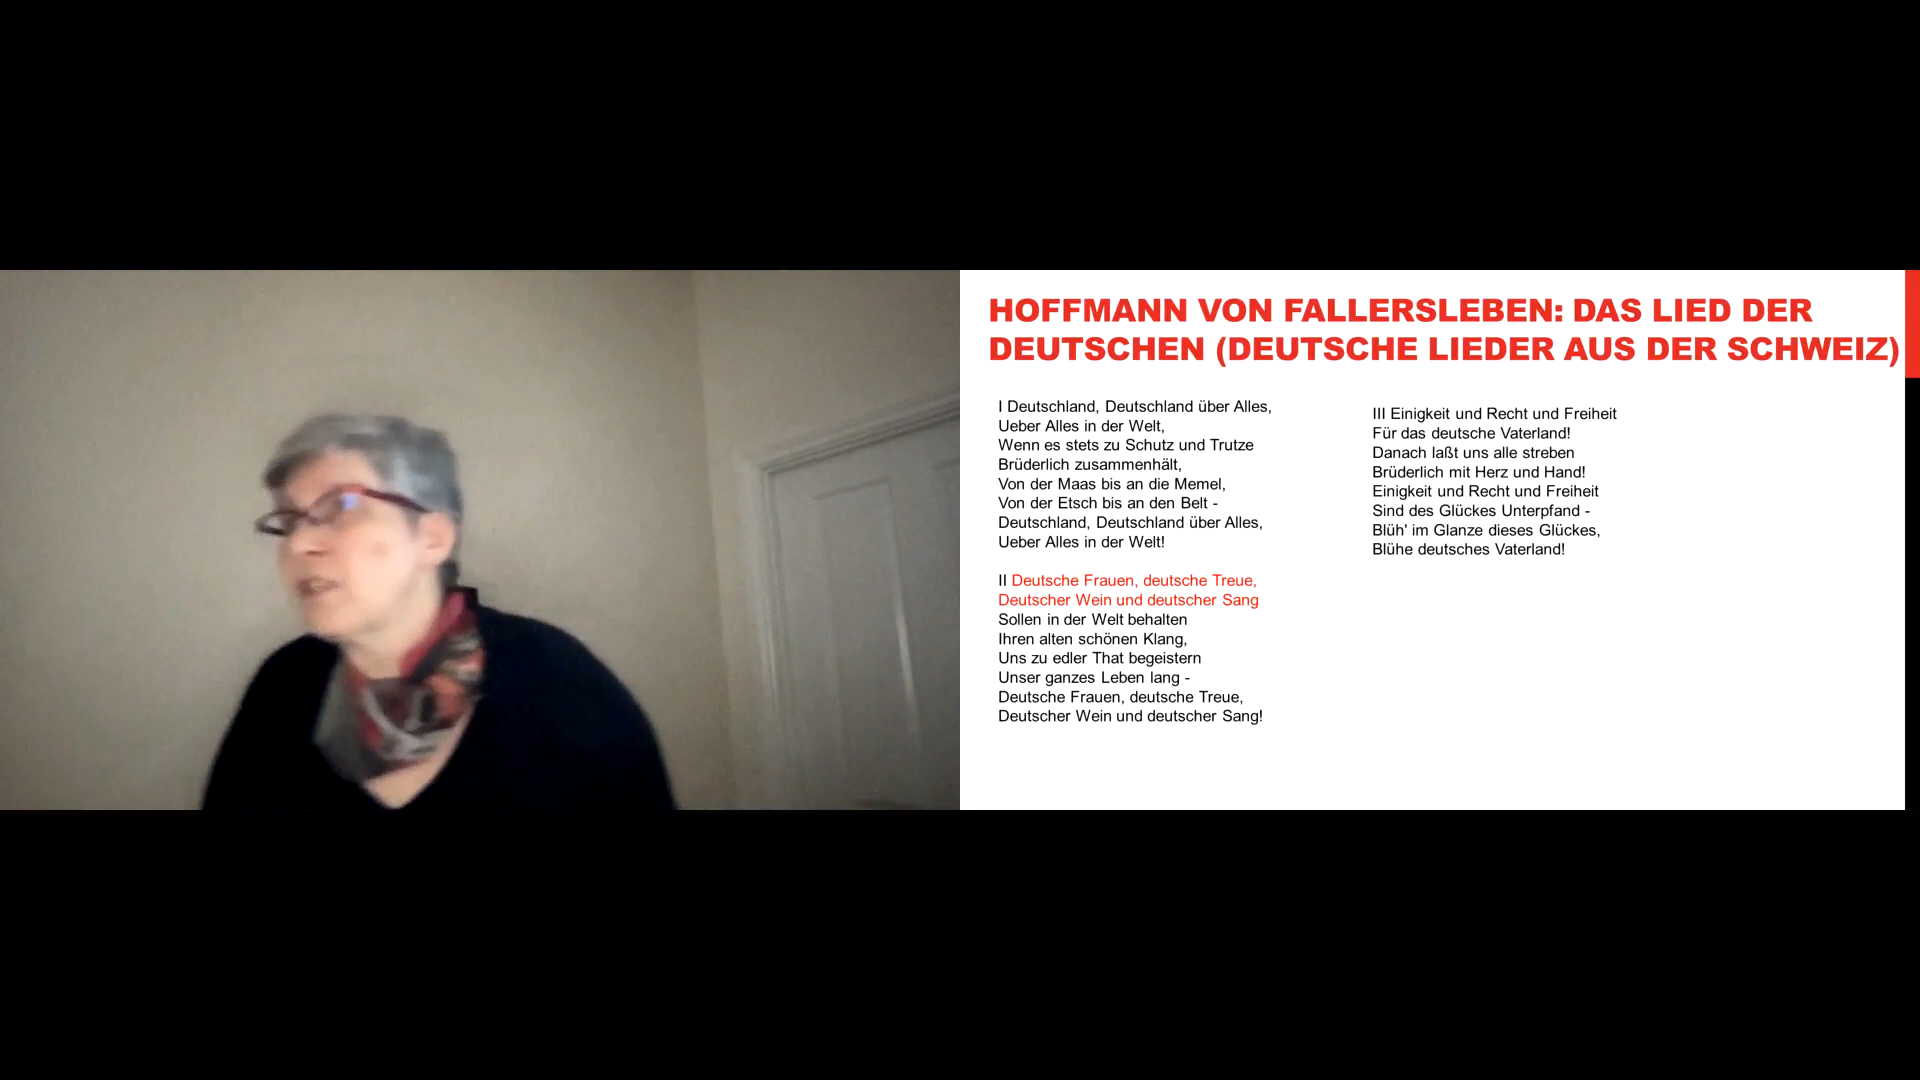 HOFFMANN VON FALLERSLEBEN: DAS LIED DER
DEUTSCHEN (DEUTSCHE LIEDER AUS DER SCHWEIZ)
I Deutschland, Deutschland über Alles,
Ueber Alles in der Welt,
Wenn es stets zu Schutz und Trutze
Brüderlich zusammenhält,
Von der Maas bis an die Memel,
Von der Etsch bis an den Belt -
Deutschland, Deutschland über Alles,
Ueber Alles in der Welt!
II Deutsche Frauen, deutsche Treue,
Deutscher Wein und deutscher Sang
Sollen in der Welt behalten
Ihren alten schönen Klang,
Uns zu edler That begeistern
Unser ganzes Leben lang -
Deutsche Frauen, deutsche Treue,
Deutscher Wein und deutscher Sang!
III Einigkeit und Recht und Freiheit
Für das deutsche Vaterland!
Danach laßt uns alle streben
Brüderlich mit Herz und Hand!
Einigkeit und Recht und Freiheit
Sind des Glückes Unterpfand -
Blüh' im Glanze dieses Glückes,
Blühe deutsches Vaterland!